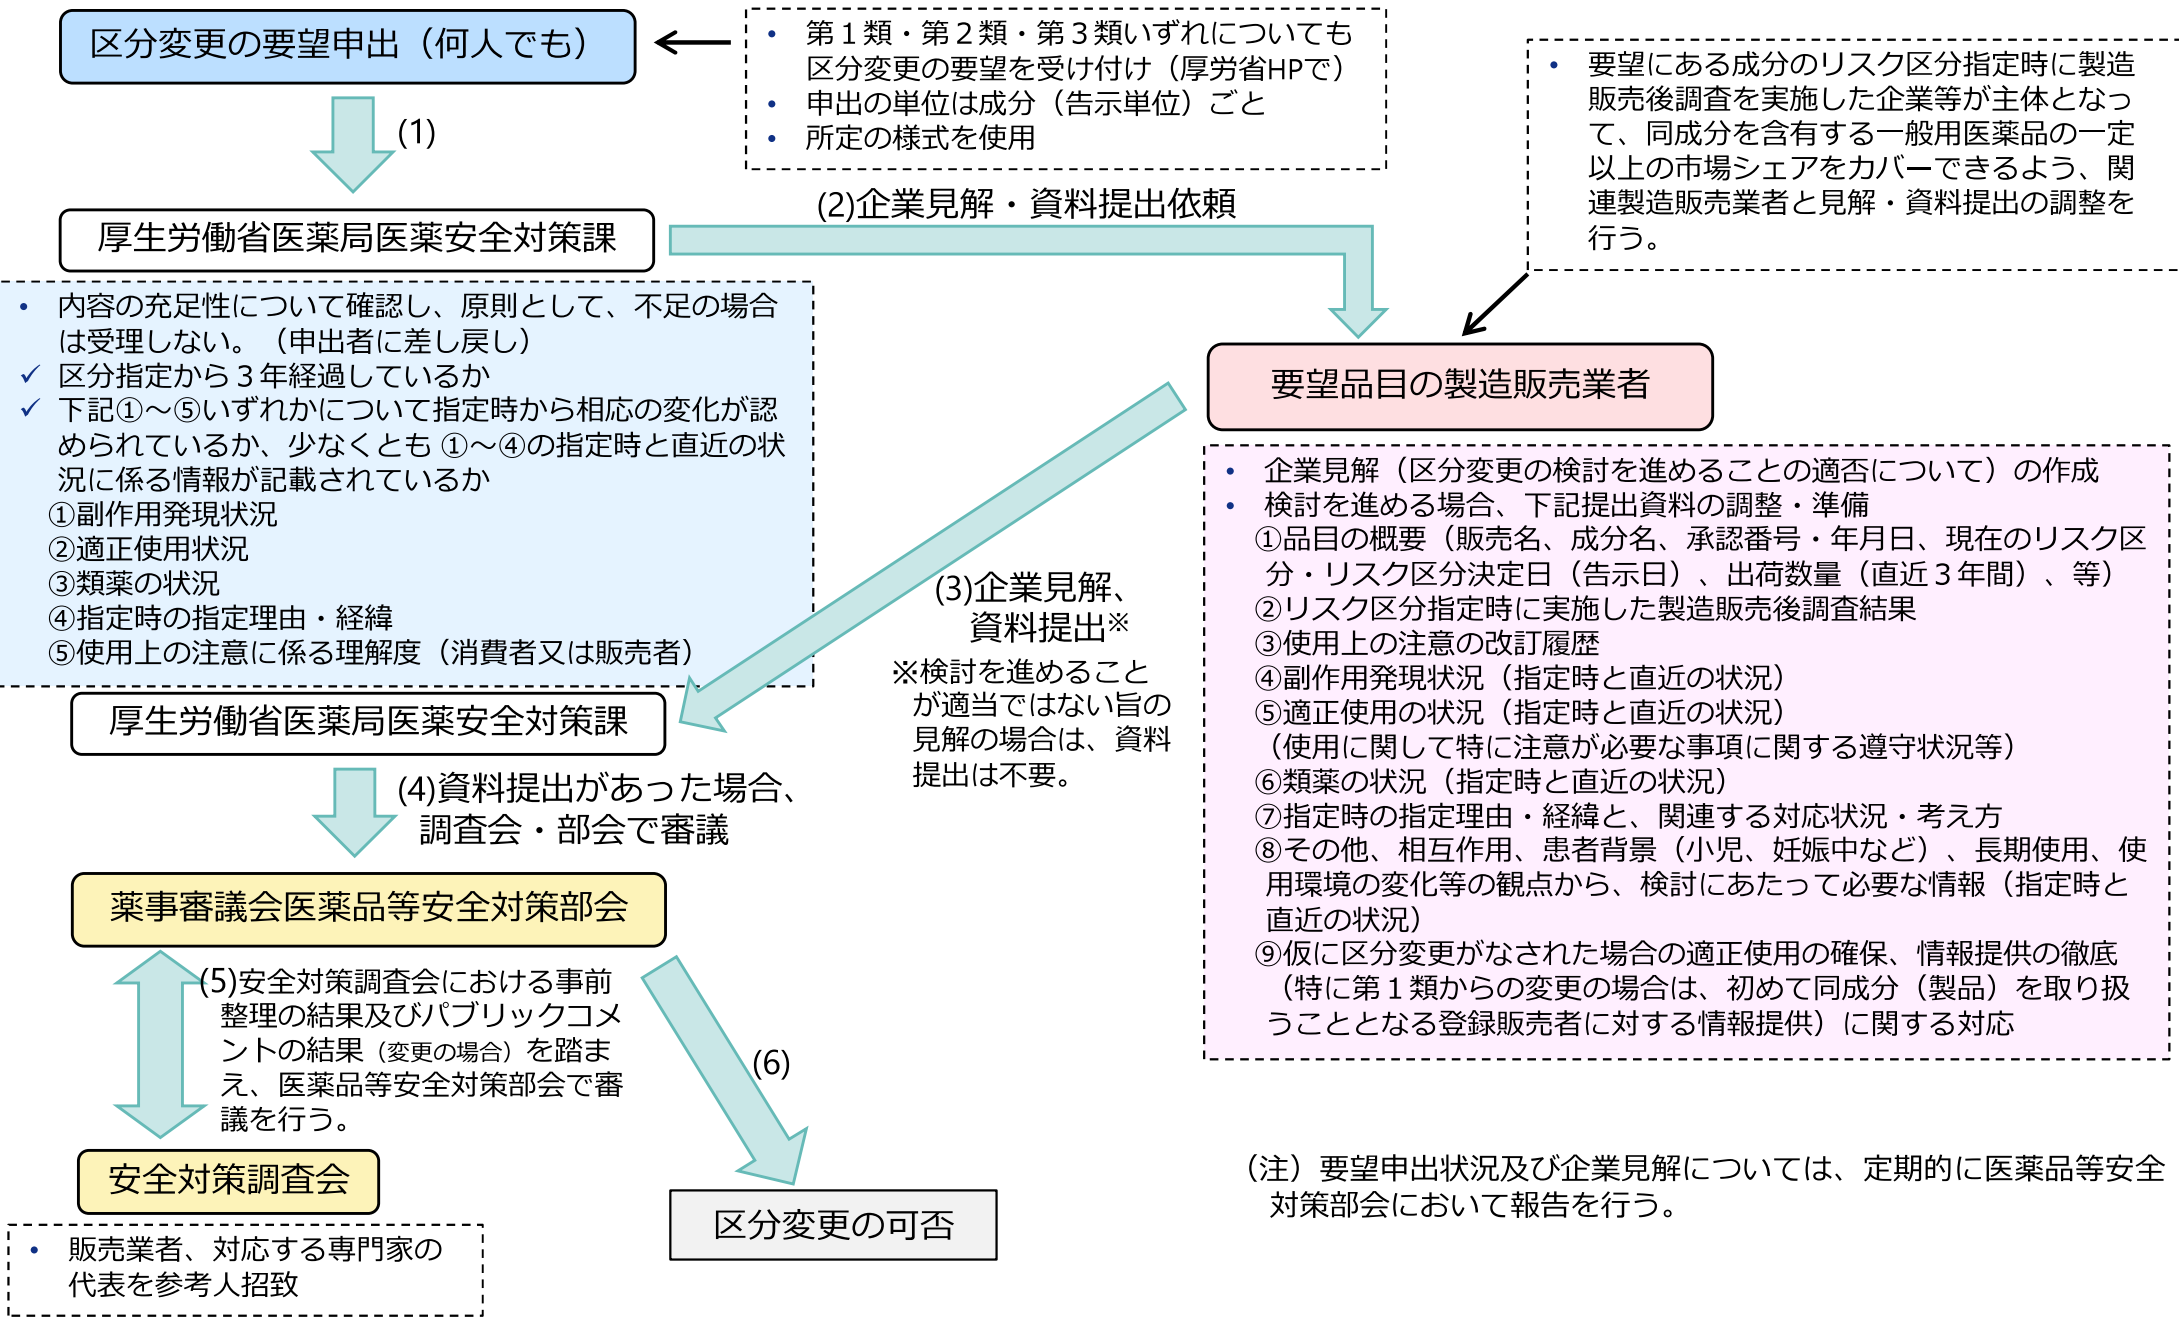 区分変更の要望申出（何人でも）
• 第１類・第２類・第３類いずれについても
区分変更の要望を受け付け（厚労省HPで）
• 申出の単位は成分（告示単位）ごと
• 所定の様式を使用
• 要望にある成分のリスク区分指定時に製造
販売後調査を実施した企業等が主体となっ
て、同成分を含有する一般用医薬品の一定
以上の市場シェアをカバーできるよう、関
連製造販売業者と見解・資料提出の調整を
行う。
(1)
厚生労働省医薬局医薬安全対策課
(2)企業見解・資料提出依頼
• 内容の充足性について確認し、原則として、不足の場合
は受理しない。（申出者に差し戻し）
✓ 区分指定から３年経過しているか
✓ 下記①～⑤いずれかについて指定時から相応の変化が認
められているか、少なくとも ①～④の指定時と直近の状
況に係る情報が記載されているか
①副作用発現状況
②適正使用状況
③類薬の状況
④指定時の指定理由・経緯
⑤使用上の注意に係る理解度（消費者又は販売者）
要望品目の製造販売業者
• 企業見解（区分変更の検討を進めることの適否について）の作成
• 検討を進める場合、下記提出資料の調整・準備
①品目の概要（販売名、成分名、承認番号・年月日、現在のリスク区
分・リスク区分決定日（告示日）、出荷数量（直近３年間）、等）
②リスク区分指定時に実施した製造販売後調査結果
③使用上の注意の改訂履歴
④副作用発現状況（指定時と直近の状況）
⑤適正使用の状況（指定時と直近の状況）
（使用に関して特に注意が必要な事項に関する遵守状況等）
⑥類薬の状況（指定時と直近の状況）
⑦指定時の指定理由・経緯と、関連する対応状況・考え方
⑧その他、相互作用、患者背景（小児、妊娠中など）、長期使用、使
用環境の変化等の観点から、検討にあたって必要な情報（指定時と
直近の状況）
⑨仮に区分変更がなされた場合の適正使用の確保、情報提供の徹底
（特に第１類からの変更の場合は、初めて同成分（製品）を取り扱
うこととなる登録販売者に対する情報提供）に関する対応
(3)企業見解、
資料提出※
※検討を進めること
が適当ではない旨の
見解の場合は、資料
提出は不要。
厚生労働省医薬局医薬安全対策課
(4)資料提出があった場合、
調査会・部会で審議
薬事審議会医薬品等安全対策部会
(5)安全対策調査会における事前
整理の結果及びパブリックコメ
ントの結果（変更の場合）を踏ま
え、医薬品等安全対策部会で審
議を行う。
(6)
安全対策調査会
• 販売業者、対応する専門家の
代表を参考人招致
区分変更の可否
（注）要望申出状況及び企業見解については、定期的に医薬品等安全
対策部会において報告を行う。